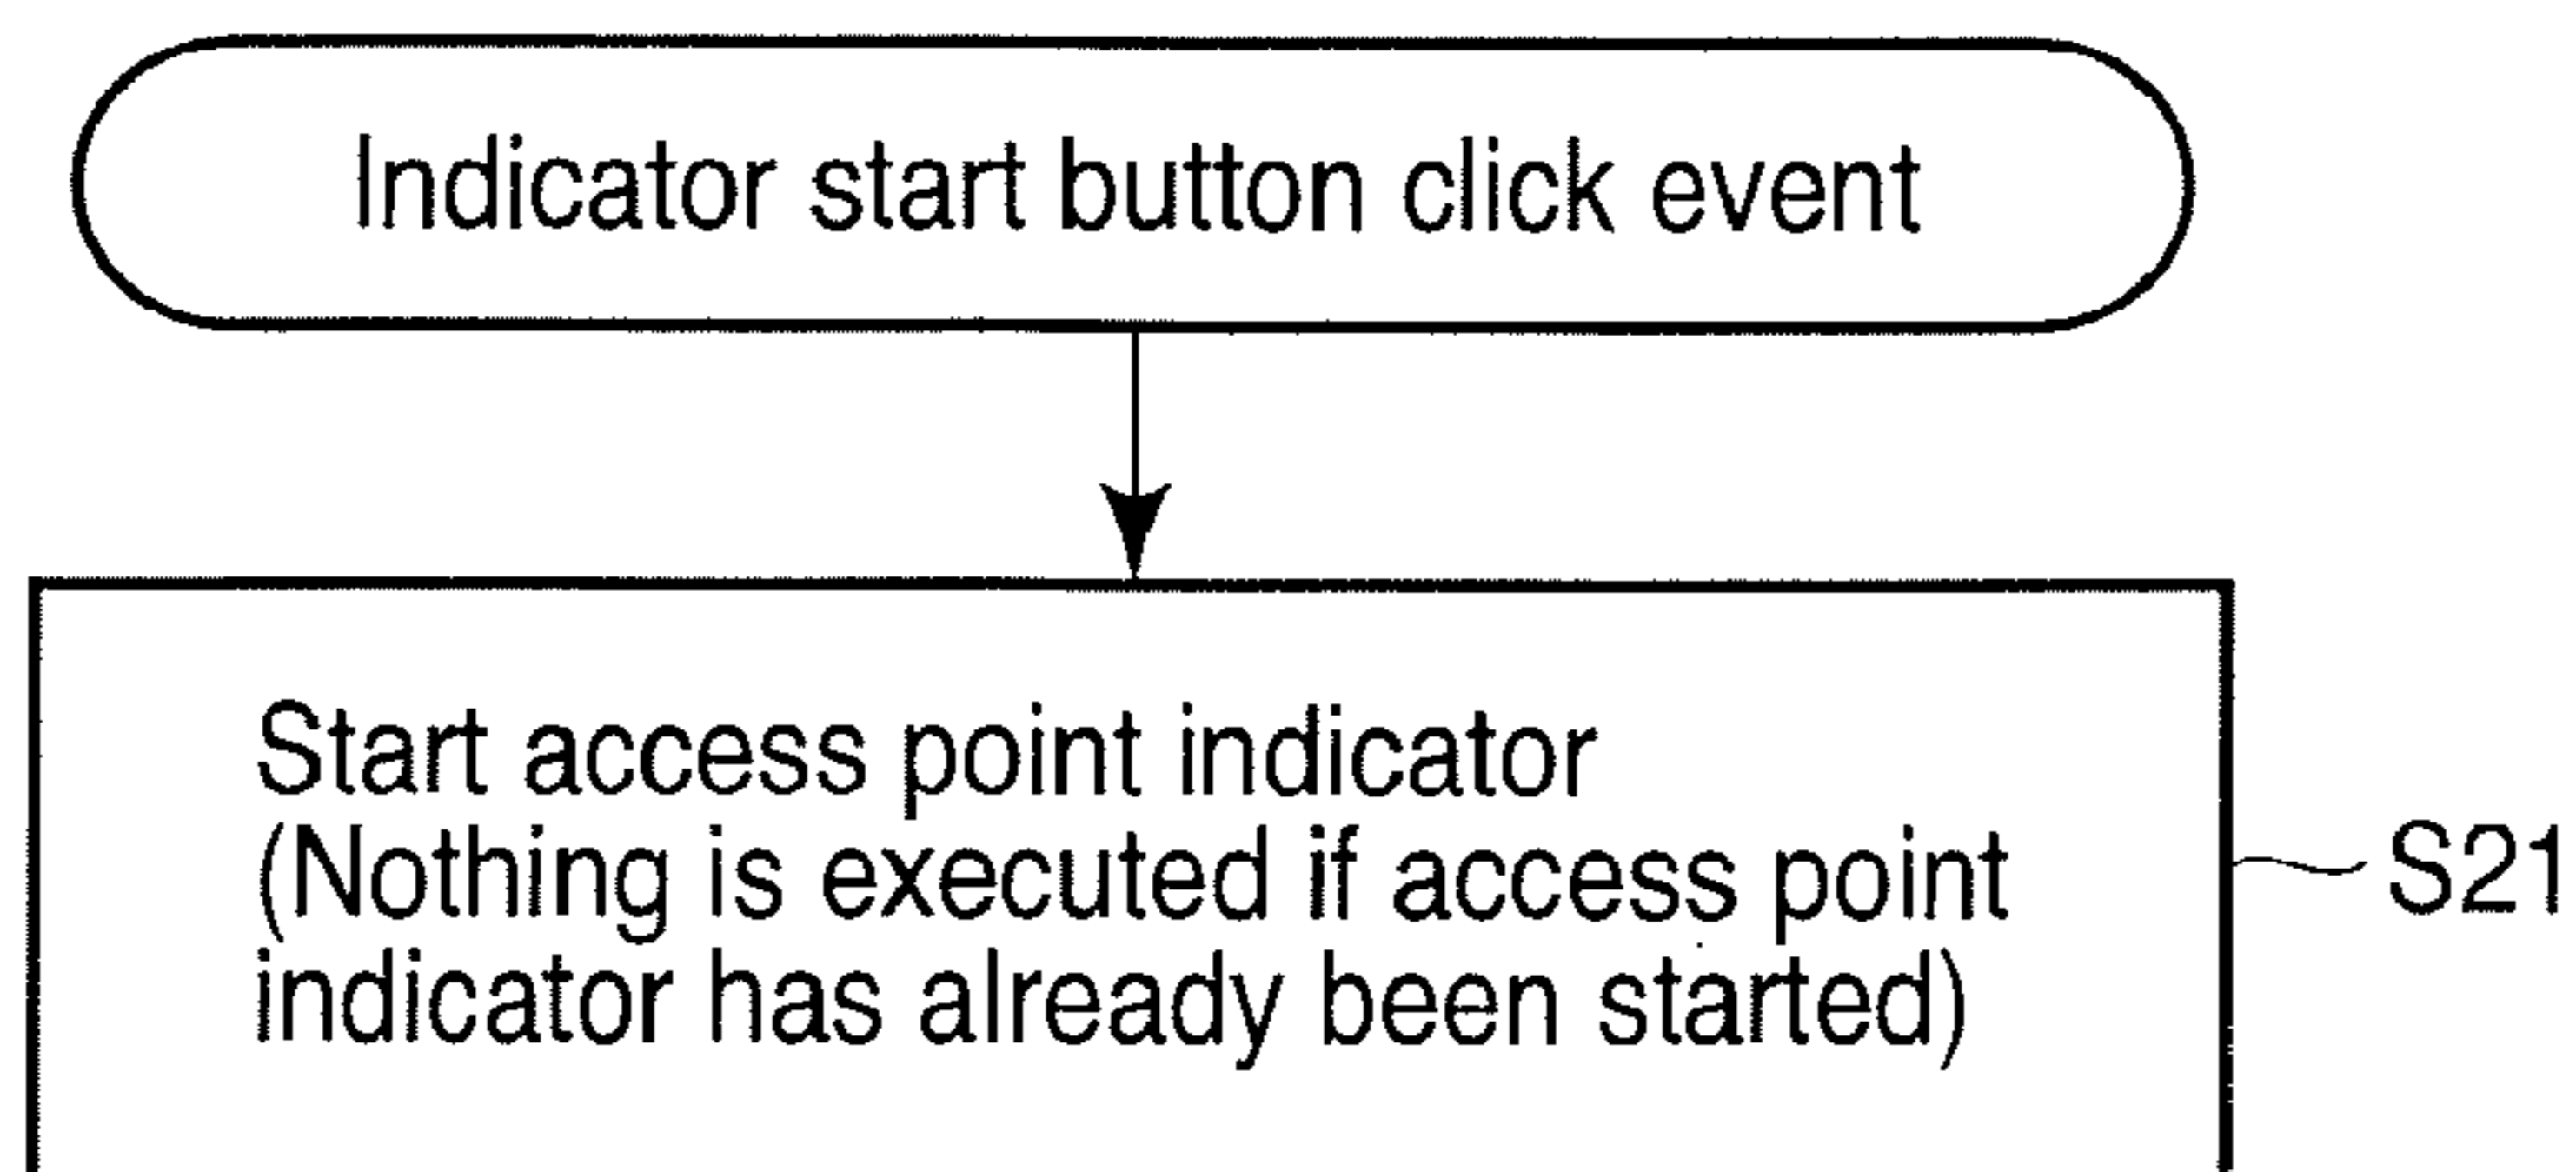 Indicator start button click event
Start access point indicator
(Nothing is executed if access point
indicator has already been started)
S21